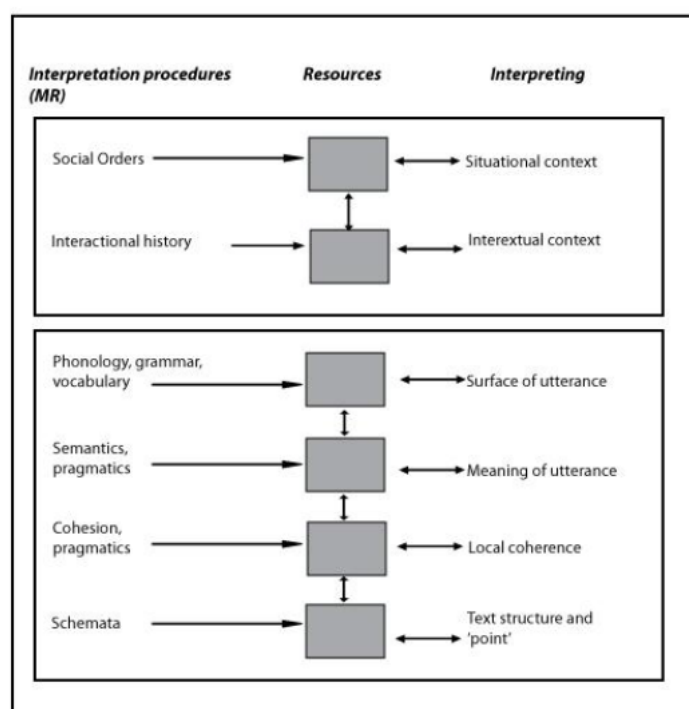 Interpretation procedures
(MR)
Resources
Interpreting
Social Orders
Situational context
Interactional history
Interextual context
Phonology, grammar,
vocabulary
Surface of utterance
Semantics,
pragmatics
Meaning of utterance
Cohesion,
pragmatics
Local coherence
Schemata
Text structure and
'point'